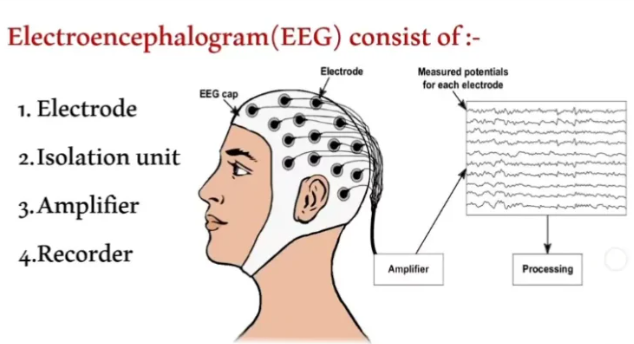 Electroencephalogram(EEG) consist of :-
1. Electrode
2.Isolation unit
3.Amplifier
4.Recorder
EEG cap
Electrode
Measured potentials
for each electrode
Amplifier
Processing